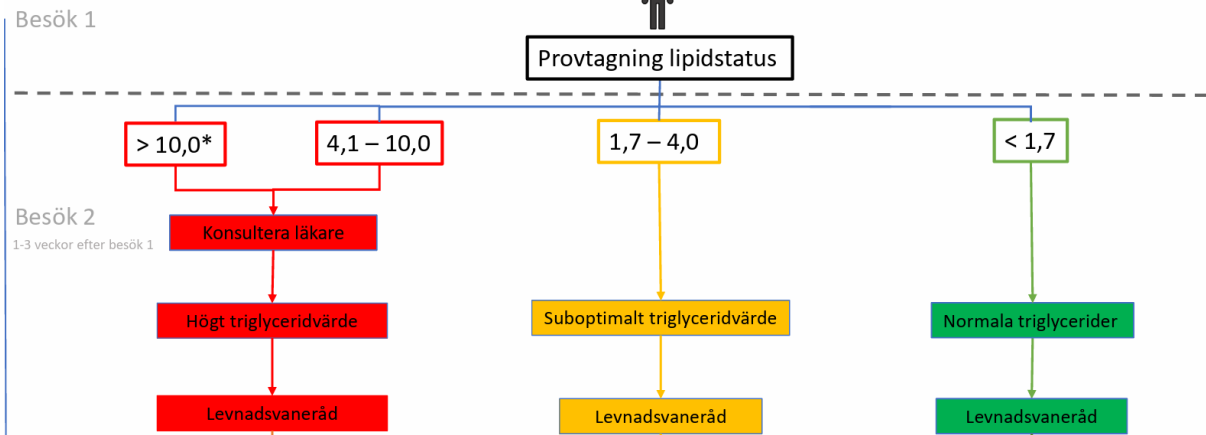 Besök 1
Provtagning lipidstatus
> 10,0*
4,1 – 10,0
1,7 – 4,0
< 1,7
Besök 2
1-3 veckor efter besök 1
Konsultera läkare
Högt triglyceridvärde
Suboptimalt triglyceridvärde
Normala triglycerider
Levnadsvaneråd
Levnadsvaneråd
Levnadsvaneråd